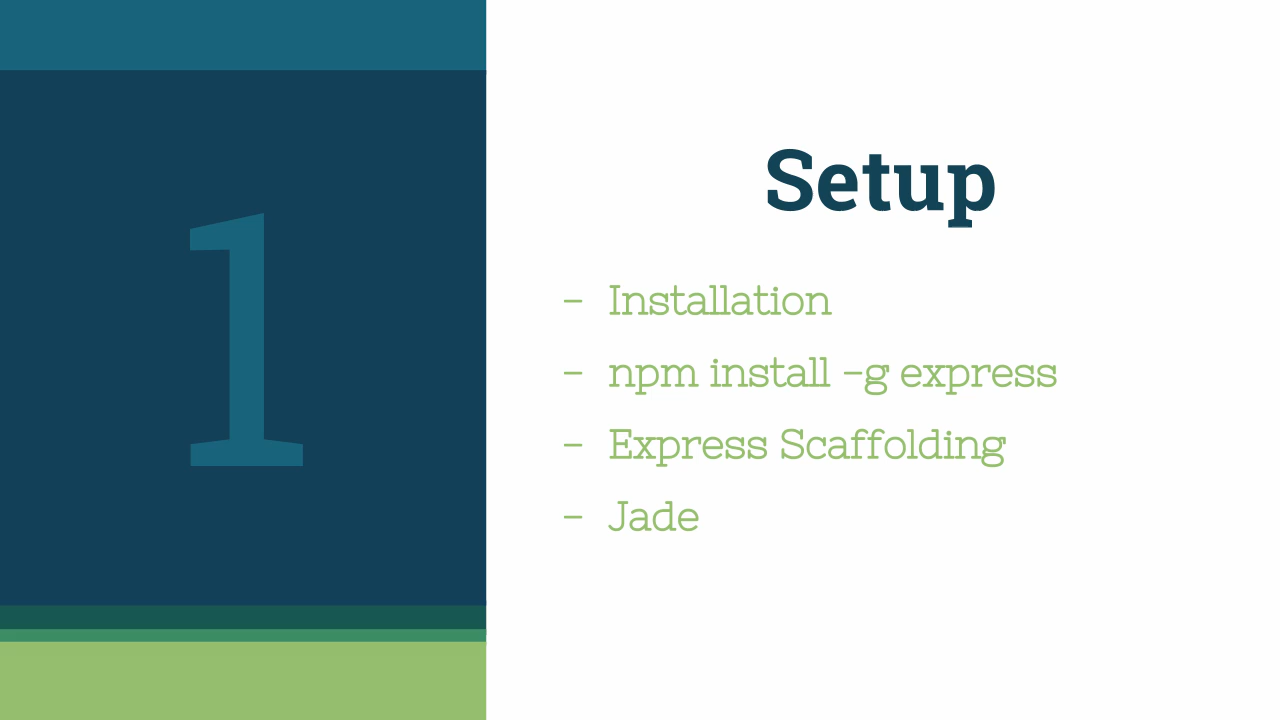 1
Setup
- Installation
- npm install -g express
- Express Scaffolding
- Jade